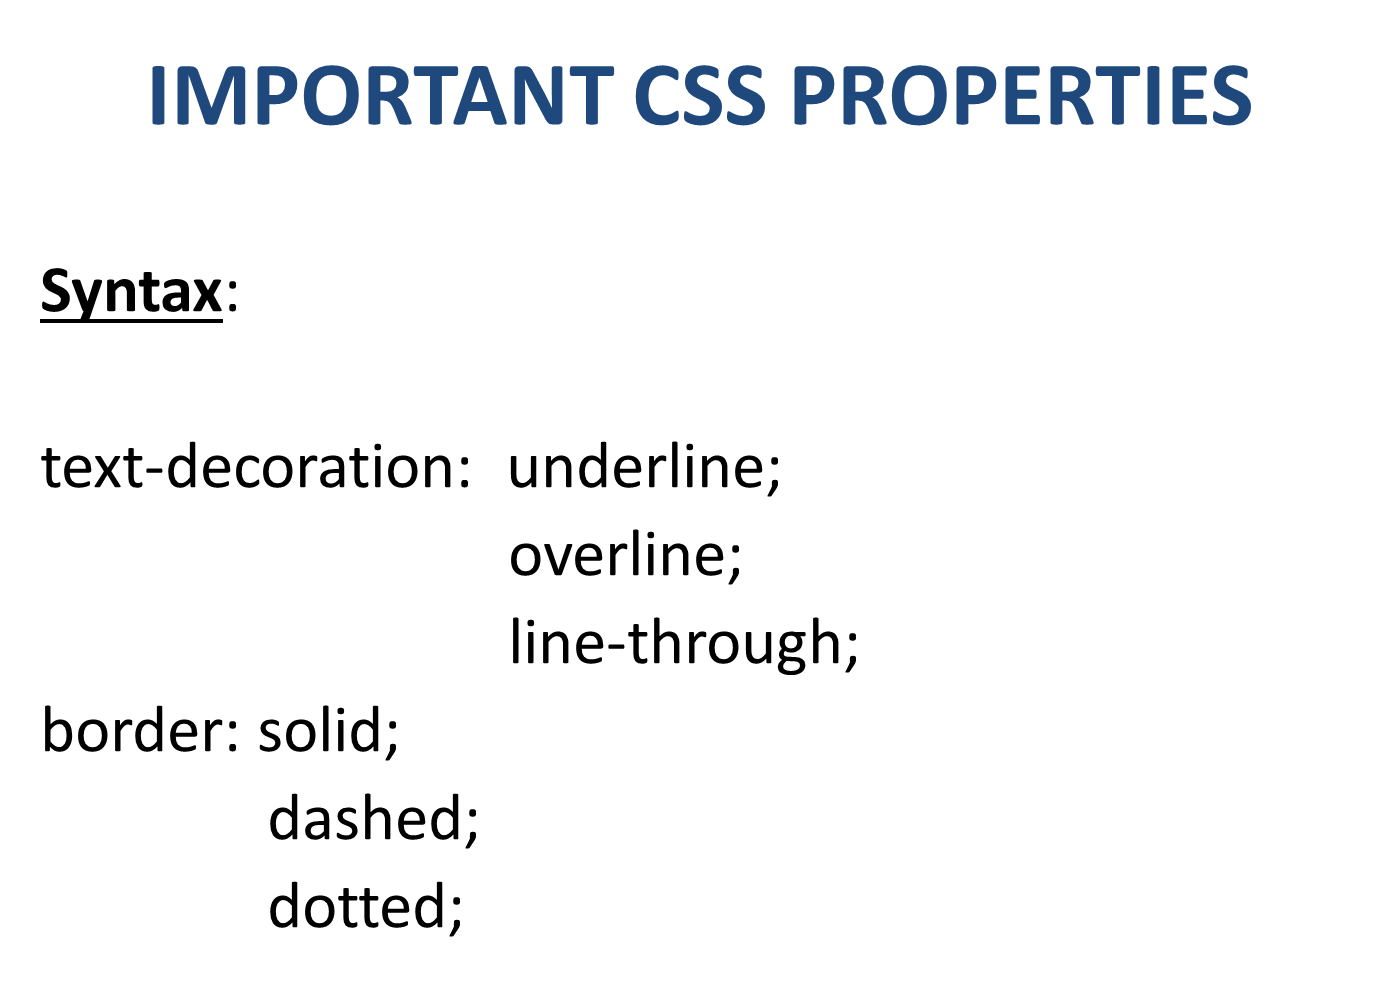 IMPORTANT CSS PROPERTIES
Syntax:
text-decoration: underline;
overline;
line-through;
border: solid;
dashed;
dotted;